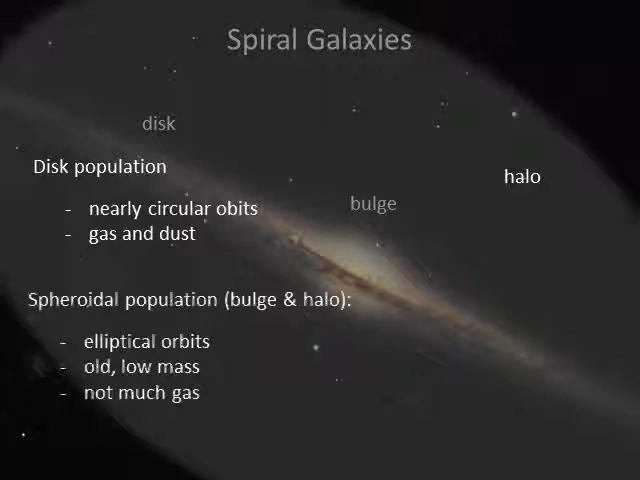 Spiral Galaxies
disk
Disk population
halo
bulge
- nearly circular obits
- gas and dust
Spheroidal population (bulge & halo):
- elliptical orbits
- old, low mass
- not much gas